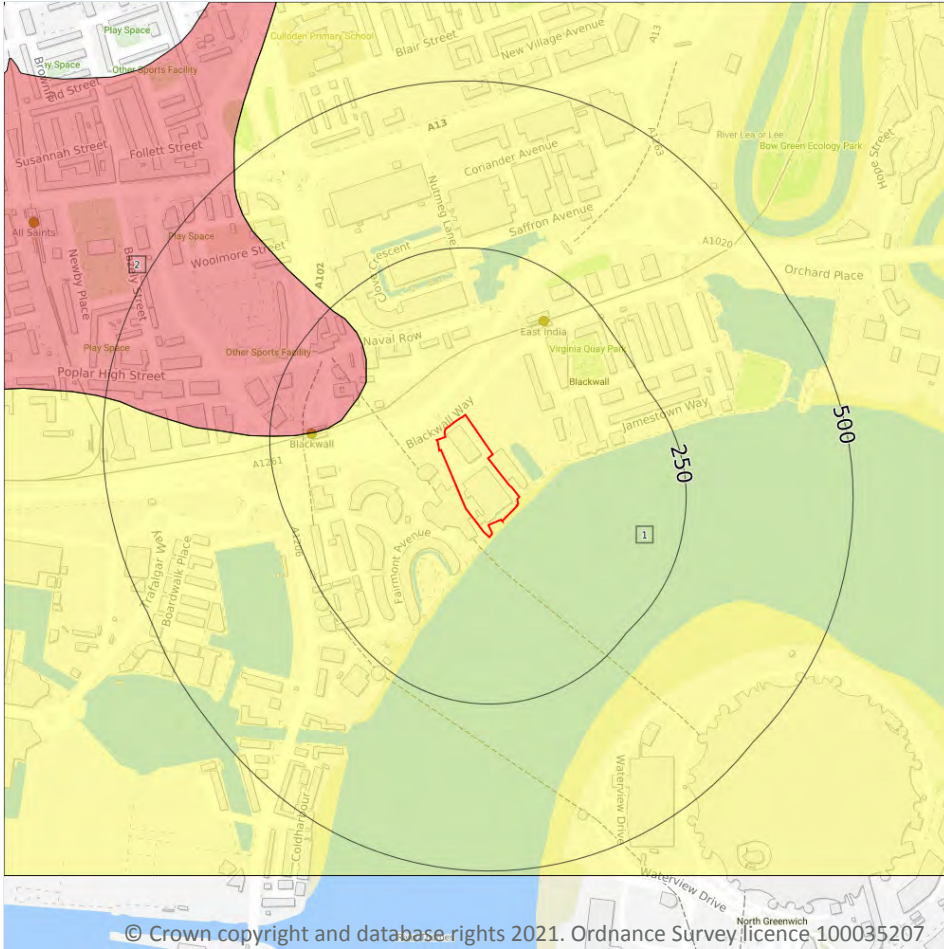 Play Space
Culloden Primary School
Blair Street
New Village Avenue
A13
Other Sports Facility
Susannah Street
Follett Street
A13
Coriander Avenue
River Lea or Lee
Bow Green Ecology Park
Hope Street
Nutmeg Lane
Saffron Avenue
All Saints
Play Space
Woolmore Street
Newby Place
2
A102
Clove Crescent
A1020
Orchard Place
East India
Naval Row
Virginia Quay Park
Play Space
Other Sports Facility
Poplar High Street
Blackwall
Jamestown Way
Blackwall Way
500
Blackwall
A1261
250
1
A1206
Trafalgar Way
Boardwalk Place
Fairmont Avenue
Coldharbour
Waterview Drive
Waterview Drive
North Greenwich
© Crown copyright and database rights 2021. Ordnance Survey licence 100035207